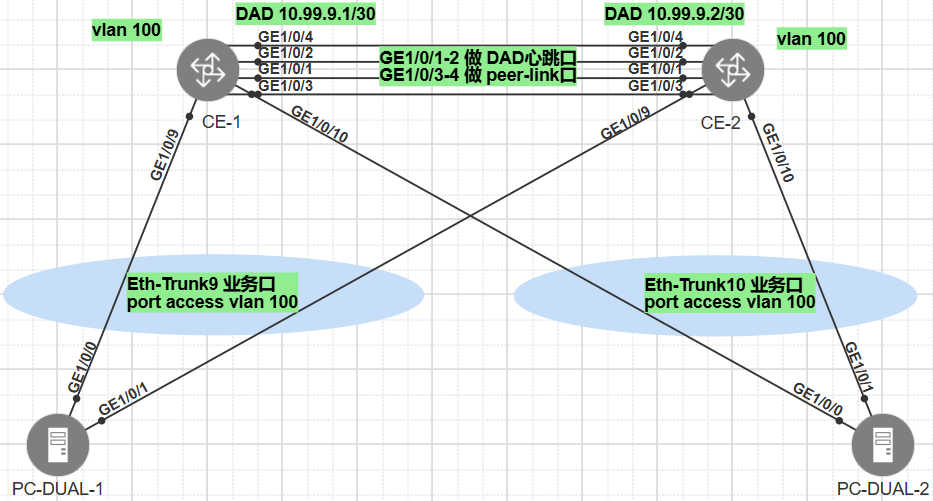 DAD 10.99.9.1/30
DAD 10.99.9.2/30
vlan 100
vlan 100
GE1/0/4
GE1/0/4
GE1/0/2
GE1/0/2
GE1/0/1-2 做 DAD心跳口
GE1/0/1
GE1/0/1
GE1/0/3-4 做 peer-link口
GE1/0/3
GE1/0/3
CE-1
CE-2
GE1/0/9
GE1/0/10
GE1/0/9
GE1/0/10
Eth-Trunk9 业务口
port access vlan 100
Eth-Trunk10 业务口
port access vlan 100
GE1/0/0
GE1/0/1
GE1/0/0
GE1/0/1
PC-DUAL-1
PC-DUAL-2